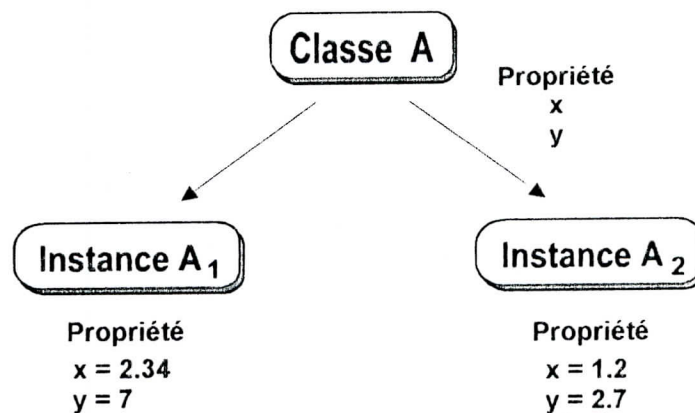 Classe A
Propriété
x
y
Instance A1
Instance A2
Propriété
x = 2.34
y = 7
Propriété
x = 1.2
y = 2.7